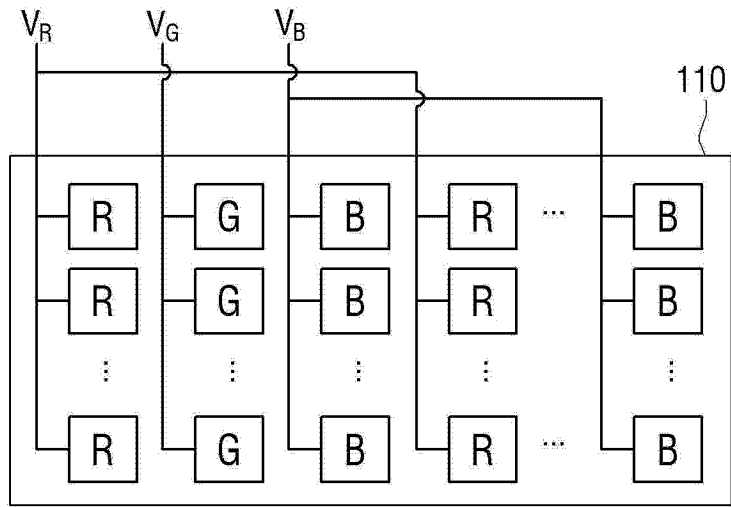 V_R V_G V_B
110
R G B R ... B
R G B R B
⋮ ⋮ ⋮ ⋮ ⋮
R G B R ... B